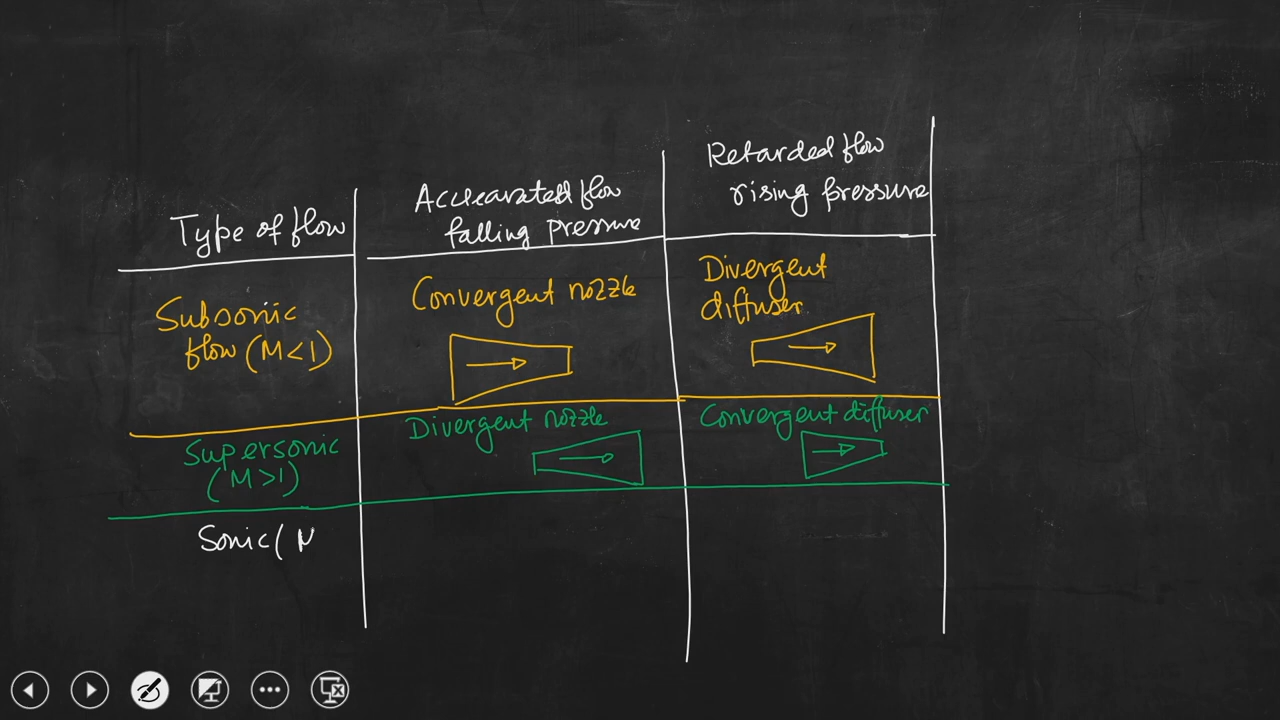 Type of flow
Acclearated flow
falling pressure
Retarded flow
rising pressure
Subsonic
flow (M<1)
Convergent nozzle
Divergent
diffuser
Supersonic
(M>1)
Divergent nozzle
Convergent diffuser
Sonic(